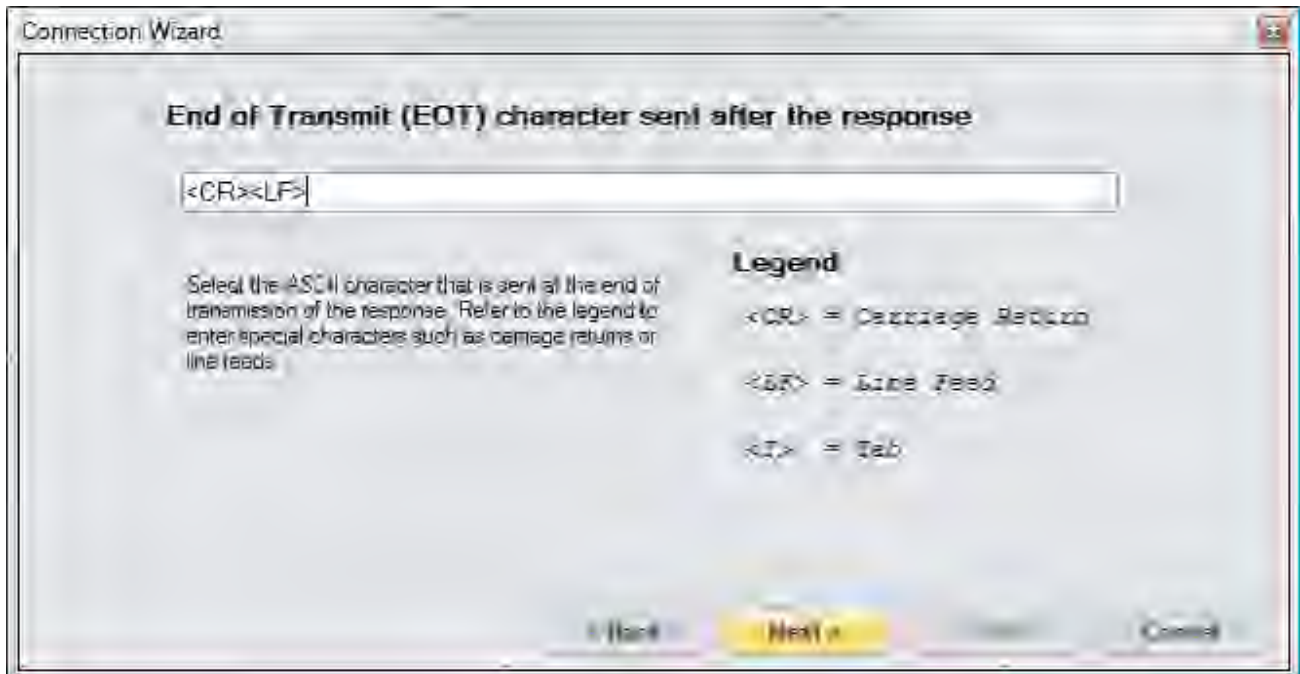 Connection Wizard
End of Transmit (EOT) character sent after the response
<CR><LF>
Select the ASCII character that is sent at the end of
transmission of the response. Refer to the legend to
enter special characters such as carriage returns or
line feeds
Legend
<CR> = Carriage Return
<LF> = Line Feed
<T> = Tab
< Back
Next >
Cancel